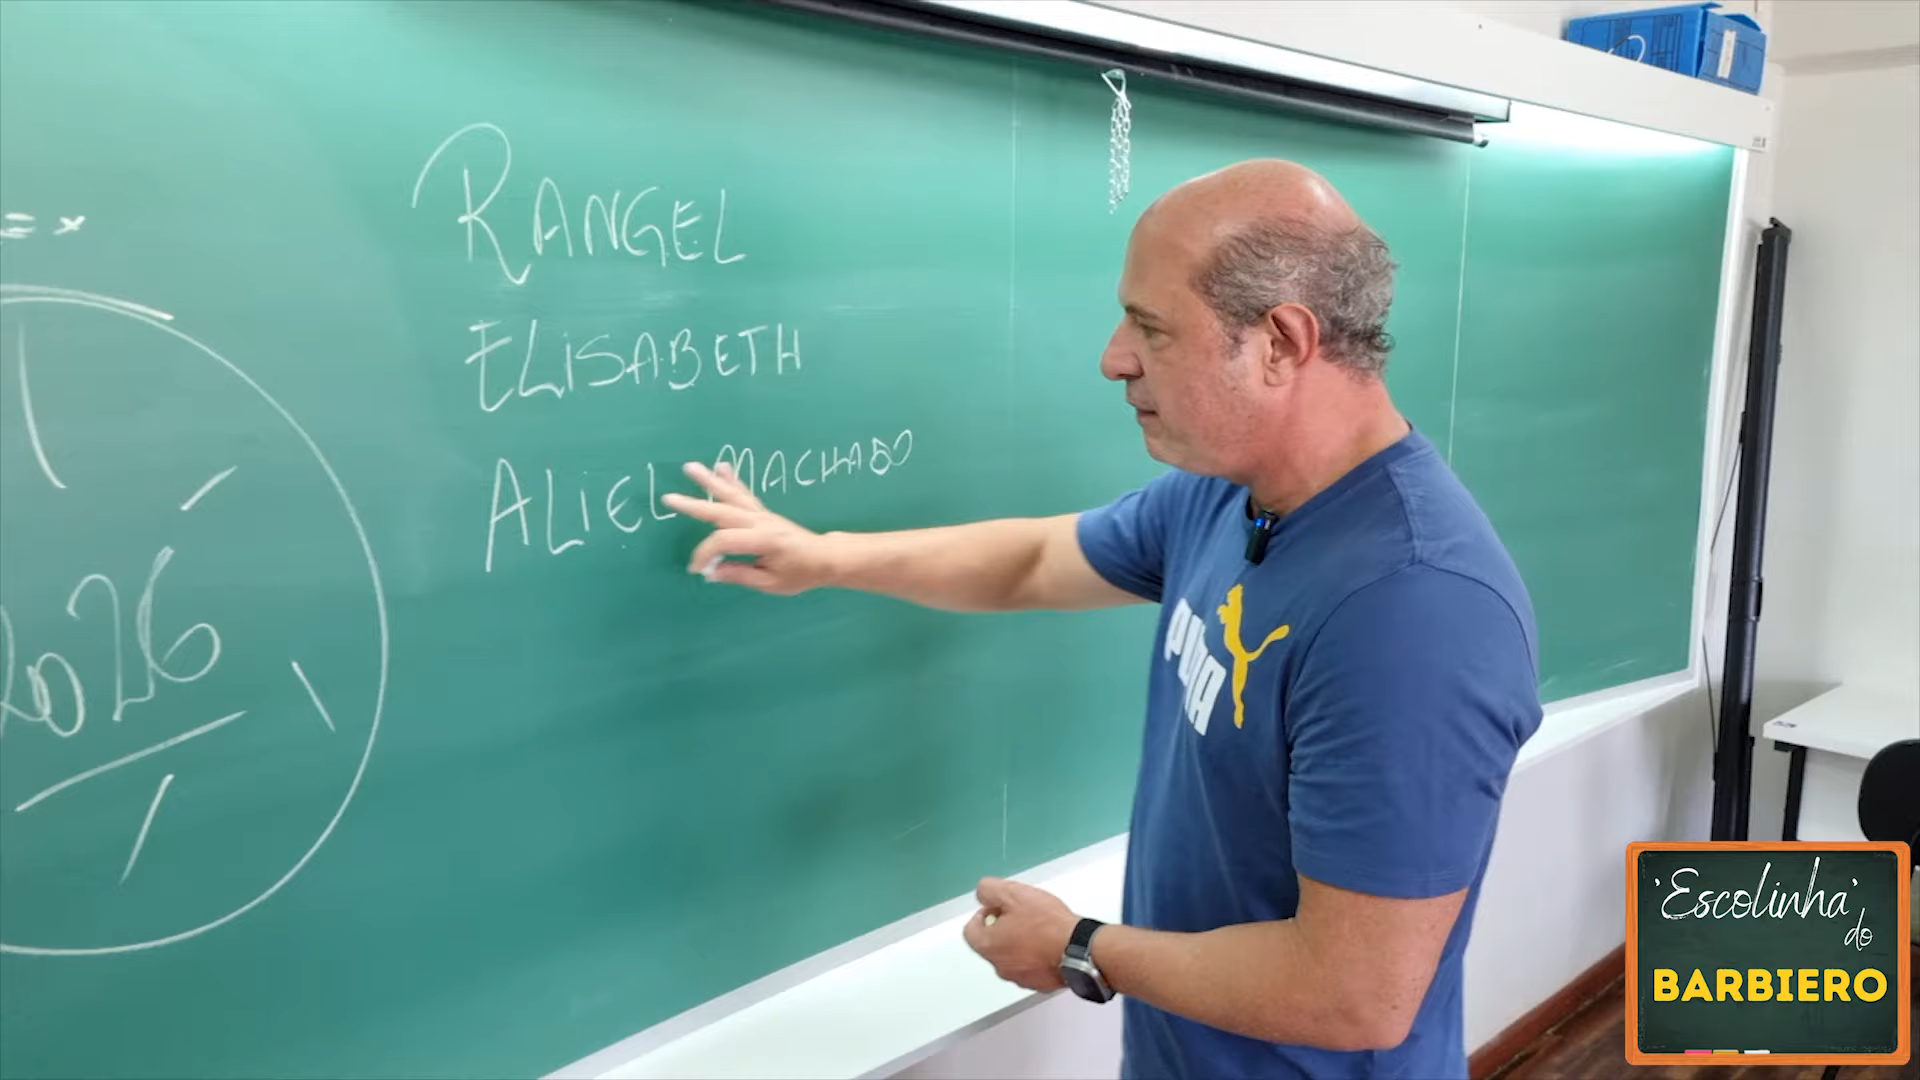 = x
RANGEL
ELISABETH
ALIEL MACHADO
2026
PUMA
'Escolinha'
do
BARBIERO